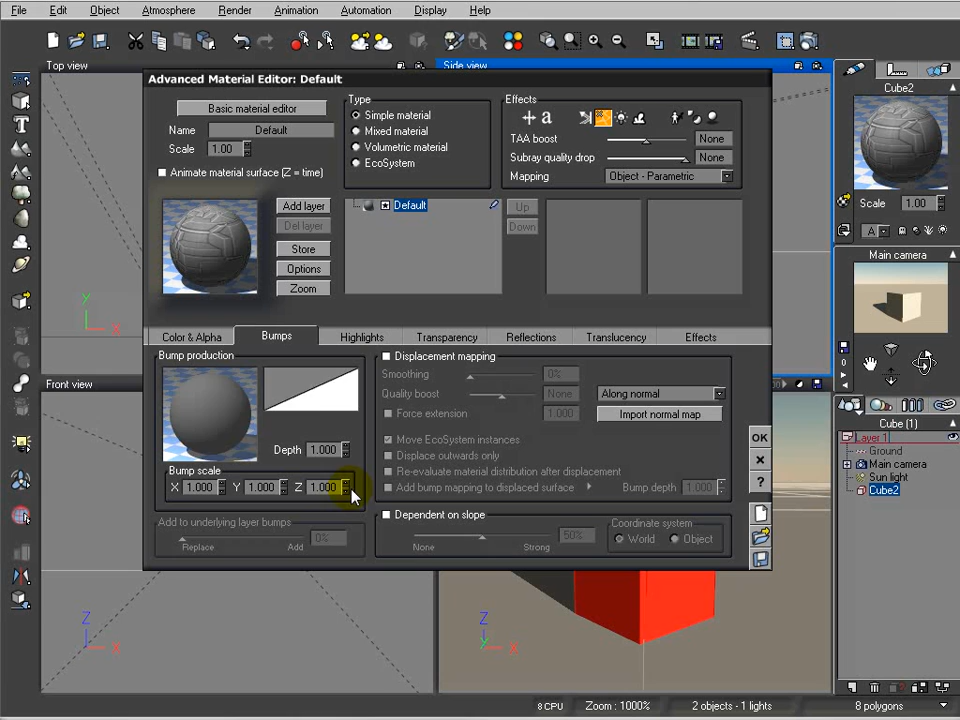 File Edit Object Atmosphere Render Animation Automation Display Help
Top view
Side view
Advanced Material Editor: Default
Basic material editor
Name Default
Scale 1.00
Animate material surface (Z = time)
Type
Simple material
Mixed material
Volumetric material
EcoSystem
Effects
TAA boost None
Subray quality drop None
Mapping Object - Parametric
Add layer
Del layer
Store
Options
Zoom
Default
Up
Down
Color & Alpha Bumps Highlights Transparency Reflections Translucency Effects
Bump production
Depth 1.000
Bump scale
X 1.000 Y 1.000 Z 1.000
Add to underlying layer bumps
0%
Replace Add
Displacement mapping
Smoothing 0%
Quality boost None Along normal
Force extension 1.000 Import normal map
Move EcoSystem instances
Displace outwards only
Re-evaluate material distribution after displacement
Add bump mapping to displaced surface Bump depth 1.000
Dependent on slope
50%
None Strong
Coordinate system
World Object
OK
?
Cube2
Scale 1.00
A
Main camera
0
Cube (1)
Layer 1
Ground
Main camera
Sun light
Cube2
Front view
Y
X
Z
X
Z
Y
X
8 CPU Zoom : 1000% 2 objects - 1 lights 8 polygons